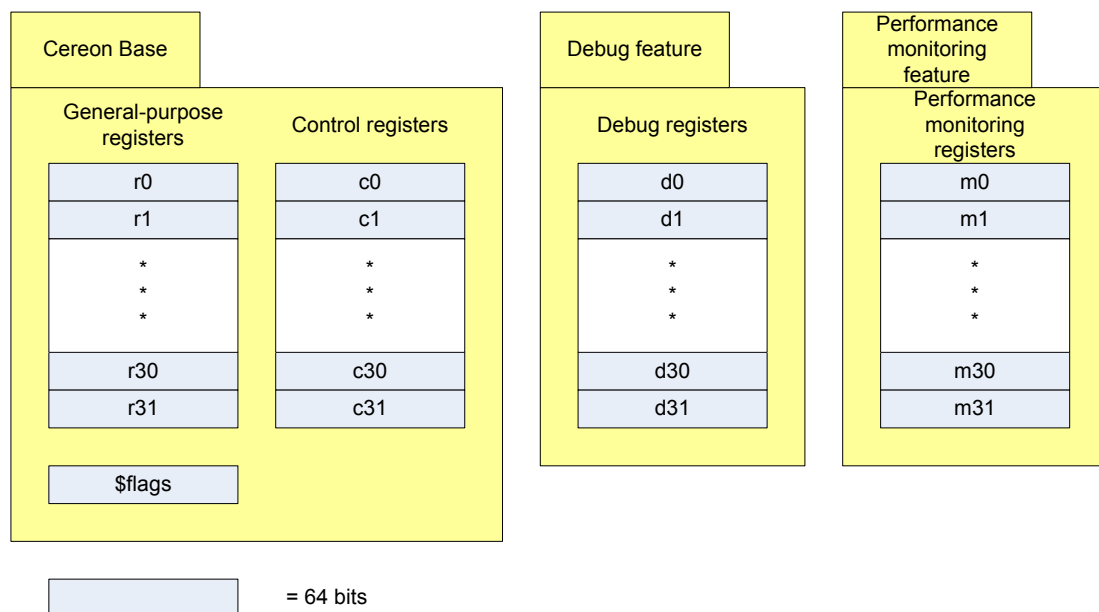 Cereon Base
General-purpose
registers
r0
r1
*
*
*
r30
r31
$flags
Control registers
c0
c1
*
*
*
c30
c31
Debug feature
Debug registers
d0
d1
*
*
*
d30
d31
Performance
monitoring
feature
Performance
monitoring
registers
m0
m1
*
*
*
m30
m31
= 64 bits